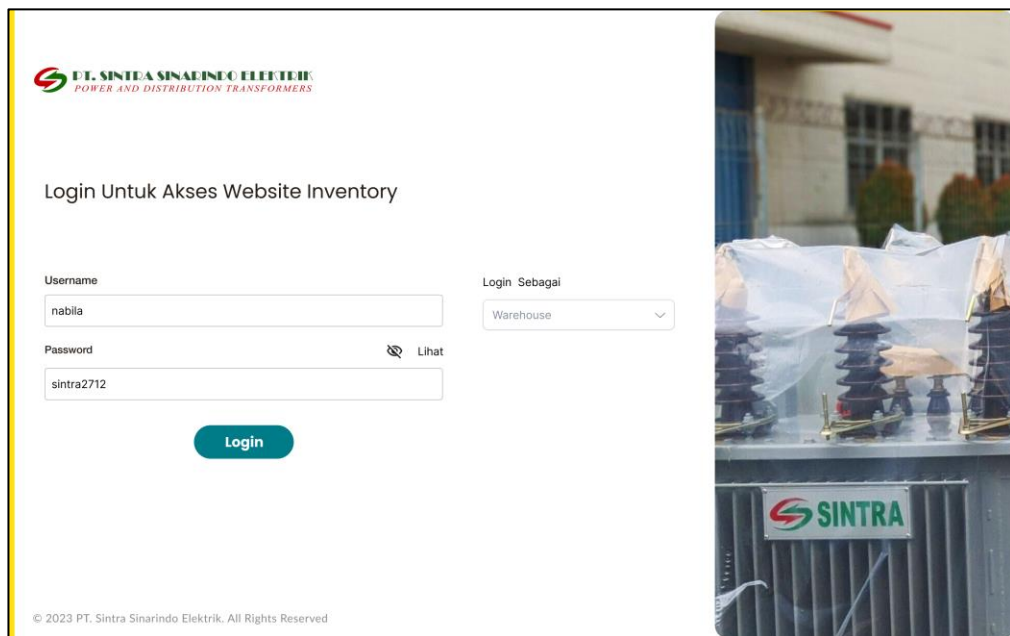 PT. SINTRA SINARINDO ELEKTRIK
POWER AND DISTRIBUTION TRANSFORMERS
Login Untuk Akses Website Inventory
Username
nabila
Login Sebagai
Warehouse
Password
Lihat
sintra2712
Login
SINTRA
© 2023 PT. Sintra Sinarindo Elektrik. All Rights Reserved